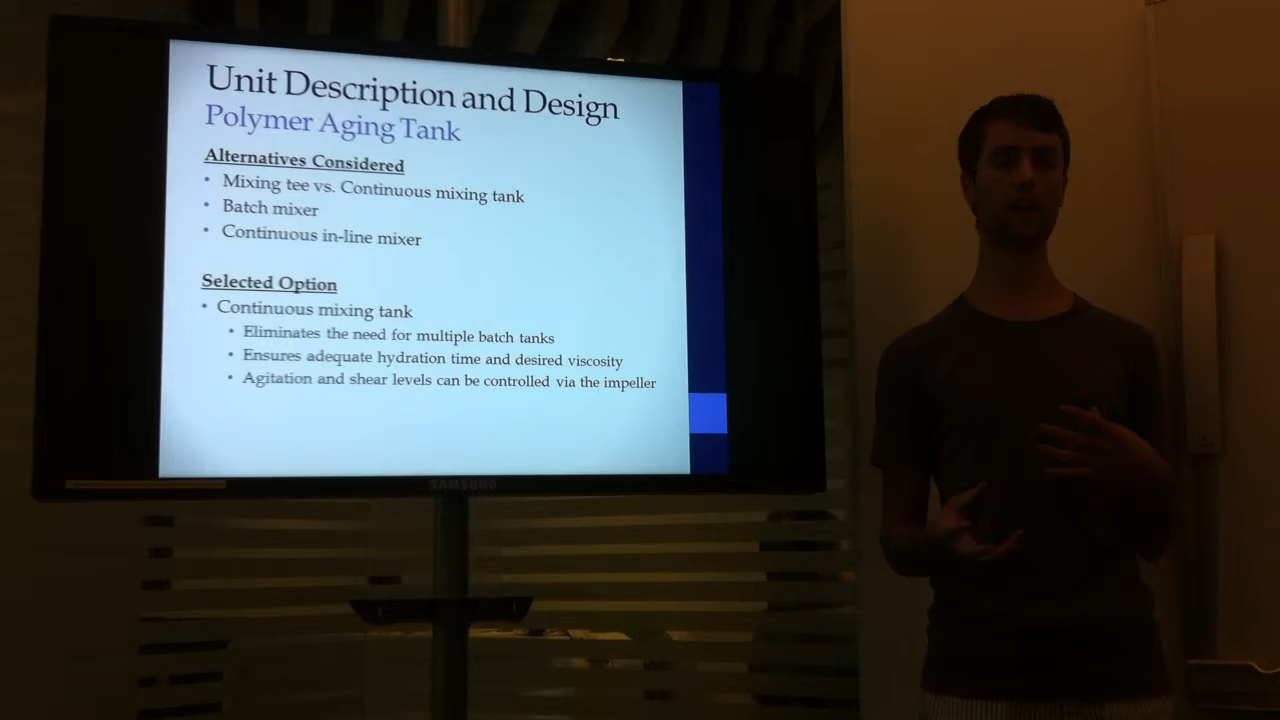 Unit Description and Design
Polymer Aging Tank
Alternatives Considered
• Mixing tee vs. Continuous mixing tank
• Batch mixer
• Continuous in-line mixer
Selected Option
• Continuous mixing tank
• Eliminates the need for multiple batch tanks
• Ensures adequate hydration time and desired viscosity
• Agitation and shear levels can be controlled via the impeller
SAMSUNG